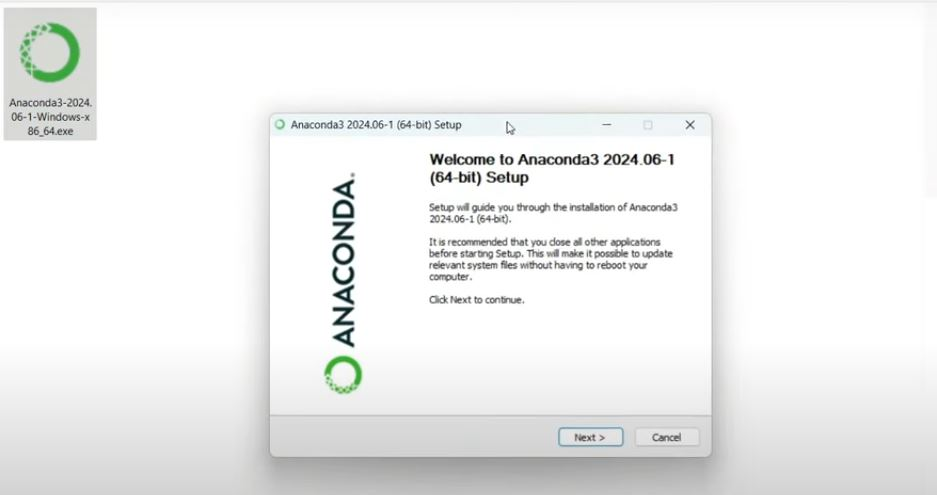 Anaconda3-2024.
06-1-Windows-x
86_64.exe
Anaconda3 2024.06-1 (64-bit) Setup
ANACONDA.
Welcome to Anaconda3 2024.06-1
(64-bit) Setup
Setup will guide you through the installation of Anaconda3
2024.06-1 (64-bit).
It is recommended that you close all other applications
before starting Setup. This will make it possible to update
relevant system files without having to reboot your
computer.
Click Next to continue.
Next >
Cancel